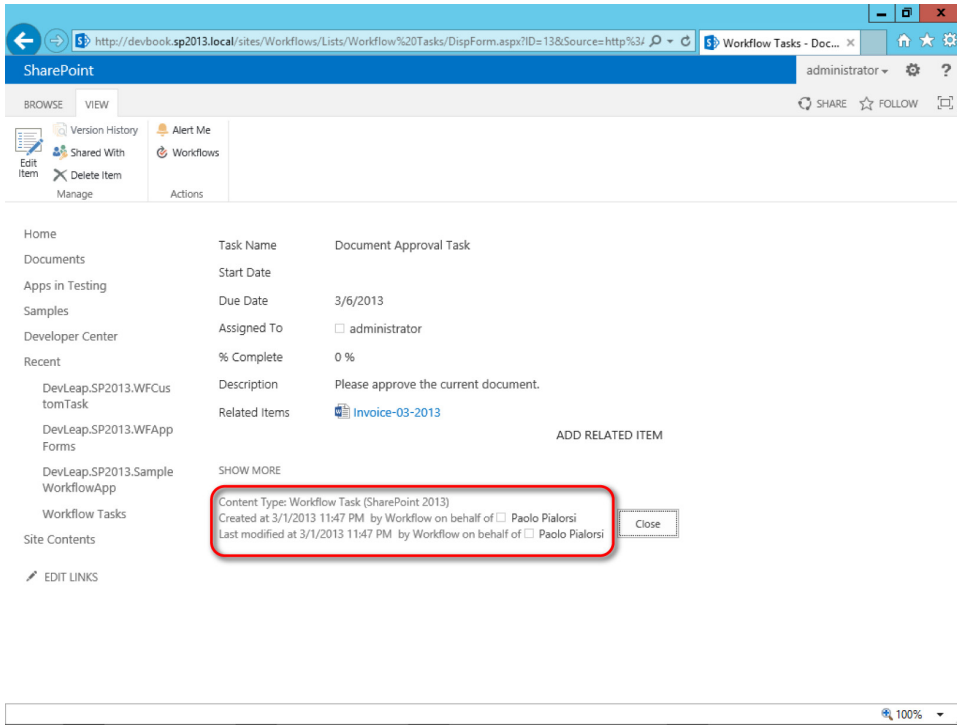 http://devbook.sp2013.local/sites/Workflows/Lists/Workflow%20Tasks/DispForm.aspx?ID=13&Source=http%3
Workflow Tasks - Doc...
SharePoint
administrator
?
BROWSE
VIEW
SHARE
FOLLOW
Edit Item
Version History
Shared With
Delete Item
Manage
Alert Me
Workflows
Actions
Home
Documents
Apps in Testing
Samples
Developer Center
Recent
DevLeap.SP2013.WFCus
tomTask
DevLeap.SP2013.WFApp
Forms
DevLeap.SP2013.Sample
WorkflowApp
Workflow Tasks
Site Contents
EDIT LINKS
Task Name Document Approval Task
Start Date
Due Date 3/6/2013
Assigned To administrator
% Complete 0 %
Description Please approve the current document.
Related Items Invoice-03-2013
ADD RELATED ITEM
SHOW MORE
Content Type: Workflow Task (SharePoint 2013)
Created at 3/1/2013 11:47 PM by Workflow on behalf of Paolo Pialorsi
Last modified at 3/1/2013 11:47 PM by Workflow on behalf of Paolo Pialorsi
Close
100%